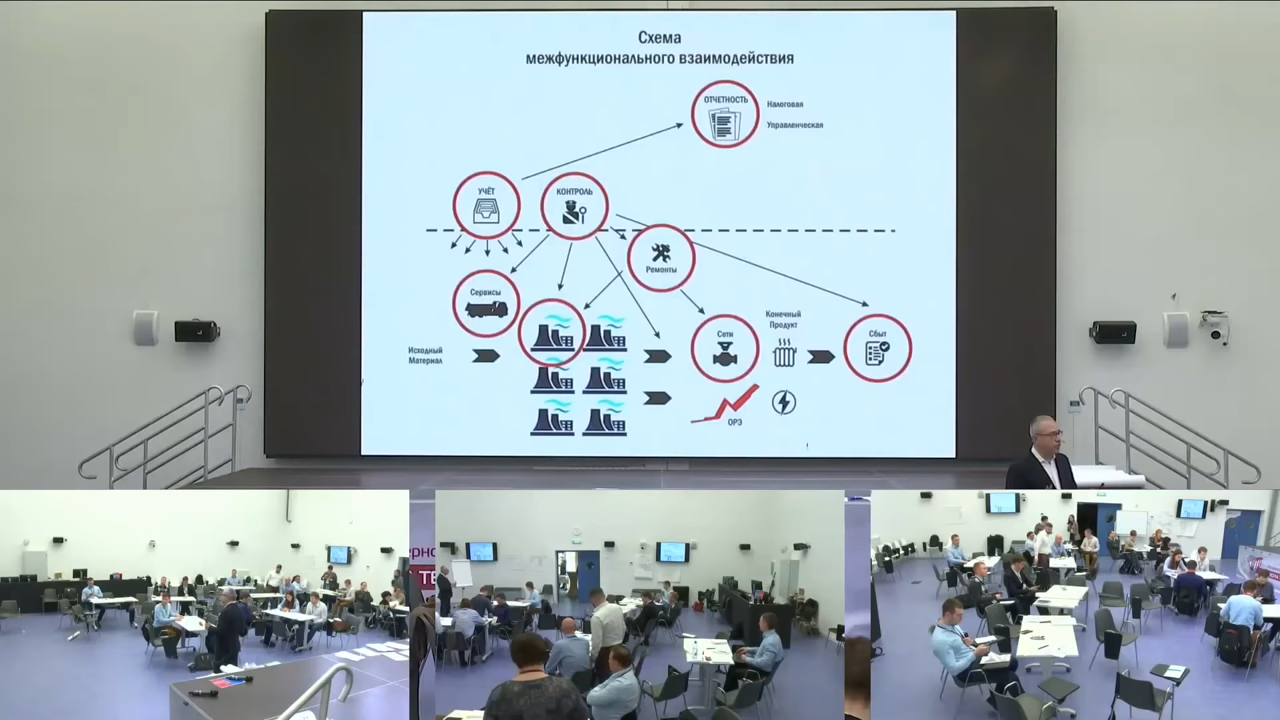 Схема
межфункционального взаимодействия
ОТЧЕТНОСТЬ
Налоговая
Управленческая
УЧЁТ
КОНТРОЛЬ
Ремонты
Сервисы
Исходный
Материал
Сети
Конечный
Продукт
Сбыт
ОРЭ